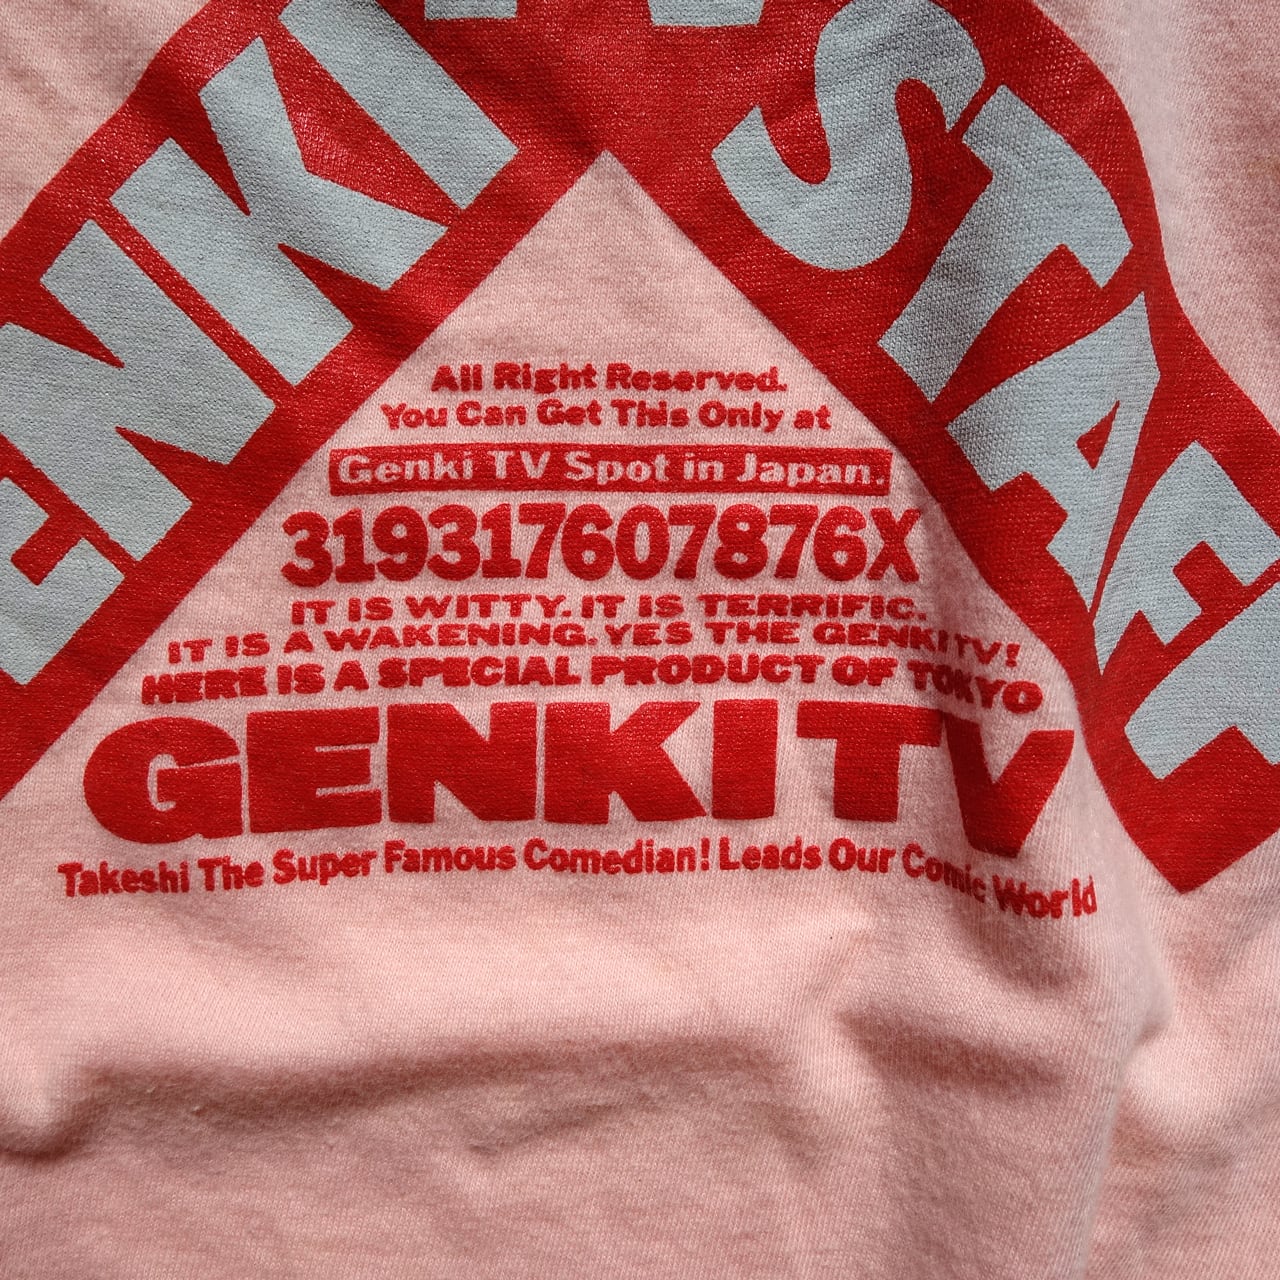 GENKI TV STAFF
All Right Reserved.
You Can Get This Only at
Genki TV Spot in Japan.
319317607876X
IT IS WITTY. IT IS TERRIFIC.
IT IS A WAKENING. YES THE GENKI TV!
HERE IS A SPECIAL PRODUCT OF TOKYO
GENKI TV
Takeshi The Super Famous Comedian! Leads Our Comic World